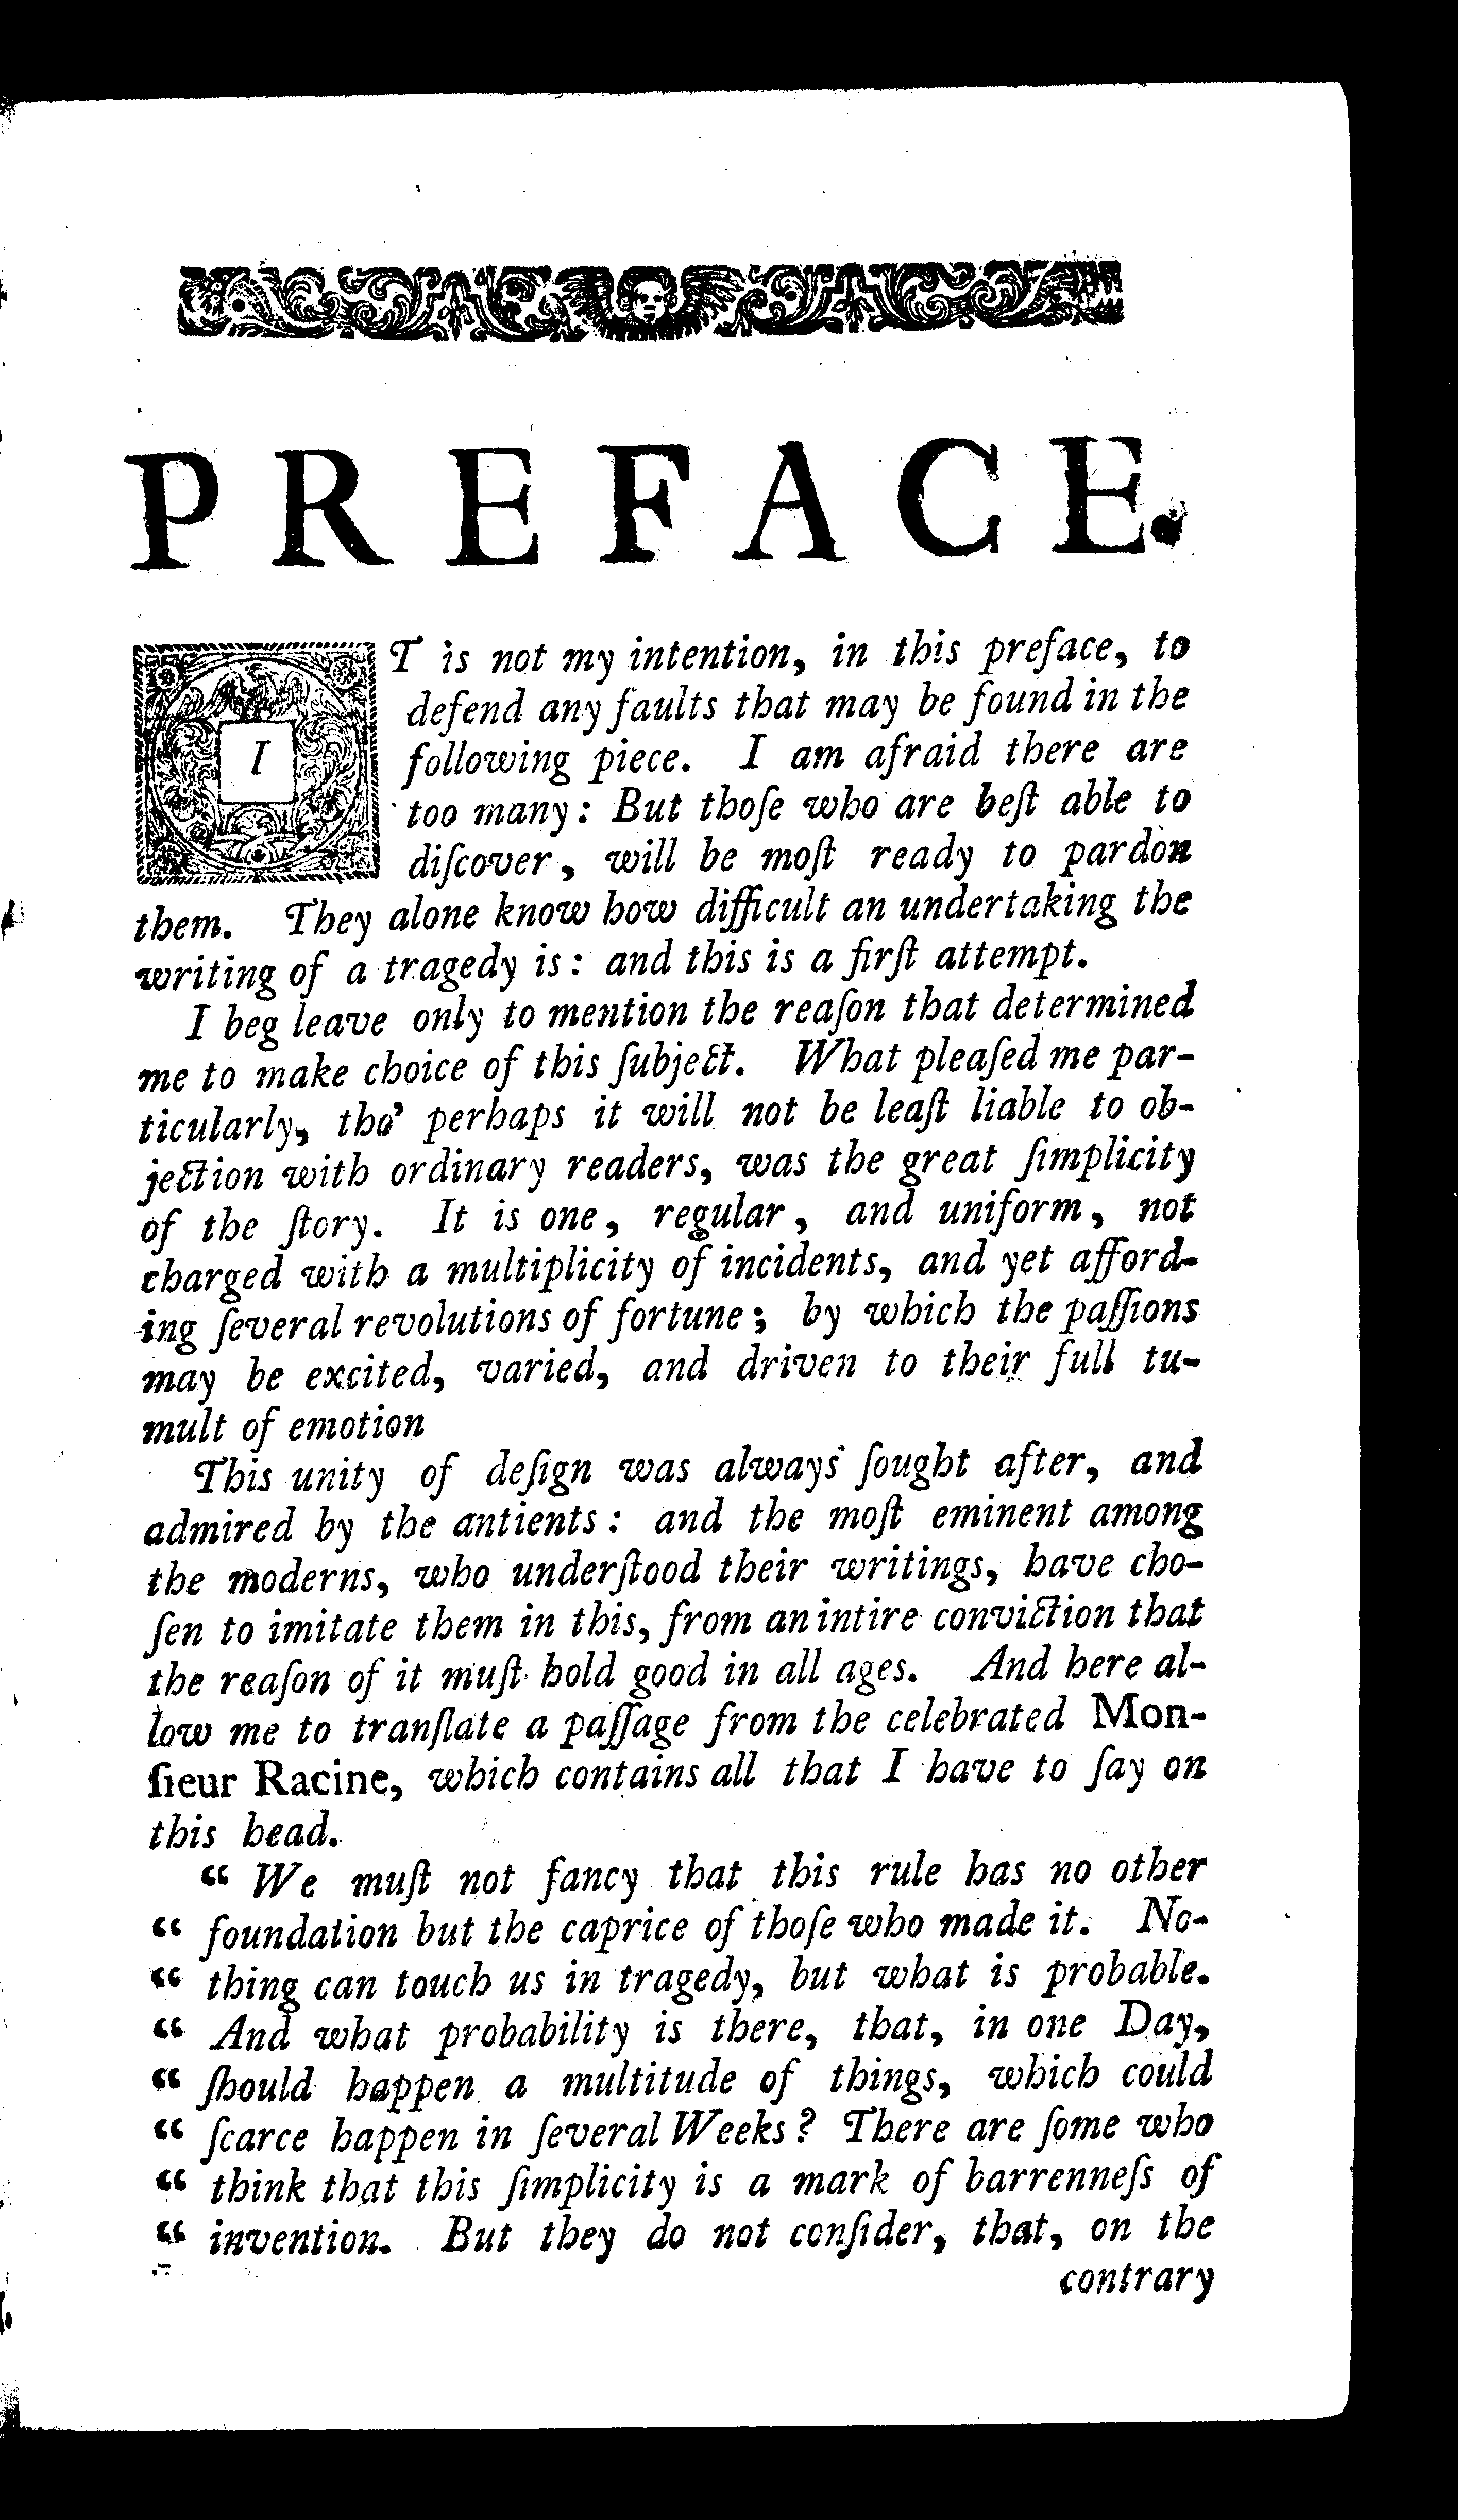 PREFACE.
IT is not my intention, in this preface, to
defend any faults that may be found in the
following piece. I am afraid there are
too many: But thoſe who are beſt able to
diſcover, will be moſt ready to pardon
them. They alone know how difficult an undertaking the
writing of a tragedy is: and this is a firſt attempt.
I beg leave only to mention the reaſon that determined
me to make choice of this ſubject. What pleaſed me par-
ticularly, tho' perhaps it will not be leaſt liable to ob-
jection with ordinary readers, was the great ſimplicity
of the ſtory. It is one, regular, and uniform, not
charged with a multiplicity of incidents, and yet afford-
ing ſeveral revolutions of fortune; by which the paſſions
may be excited, varied, and driven to their full tu-
mult of emotion
This unity of deſign was always ſought after, and
admired by the antients: and the moſt eminent among
the moderns, who underſtood their writings, have cho-
ſen to imitate them in this, from an intire conviction that
the reaſon of it muſt hold good in all ages. And here al-
low me to tranſlate a paſſage from the celebrated Mon-
ſieur Racine, which contains all that I have to ſay on
this head.
“ We muſt not fancy that this rule has no other
“ foundation but the caprice of thoſe who made it. No-
“ thing can touch us in tragedy, but what is probable.
“ And what probability is there, that, in one Day,
“ ſhould happen a multitude of things, which could
“ ſcarce happen in ſeveral Weeks? There are ſome who
“ think that this ſimplicity is a mark of barrenneſs of
“ invention. But they do not conſider, that, on the
contrary